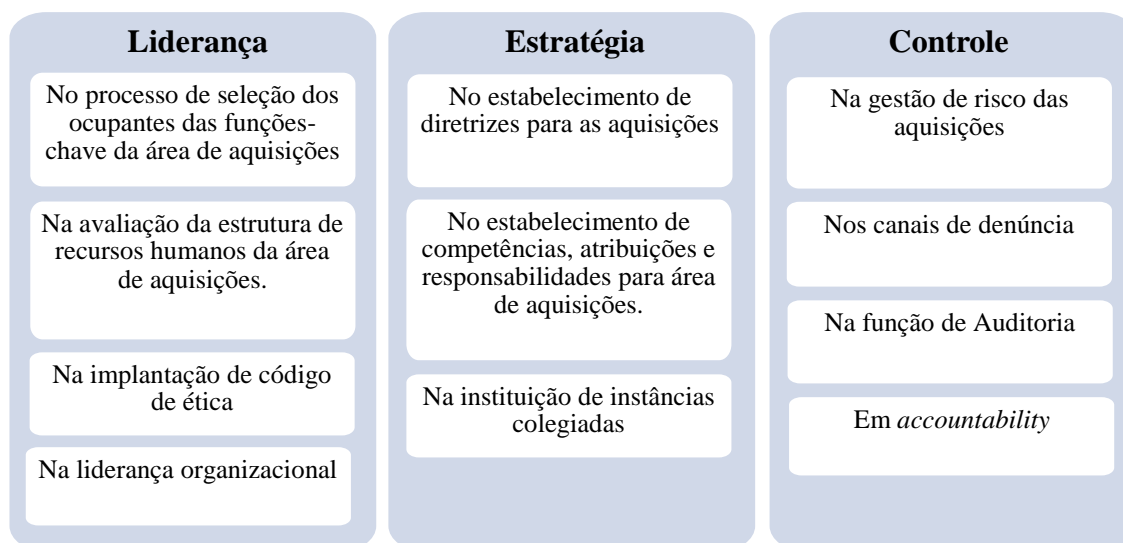 Liderança
No processo de seleção dos
ocupantes das funções-
chave da área de aquisições
Na avaliação da estrutura de
recursos humanos da área
de aquisições.
Na implantação de código
de ética
Na liderança organizacional
Estratégia
No estabelecimento de
diretrizes para as aquisições
No estabelecimento de
competências, atribuições e
responsabilidades para área
de aquisições.
Na instituição de instâncias
colegiadas
Controle
Na gestão de risco das
aquisições
Nos canais de denúncia
Na função de Auditoria
Em accountability